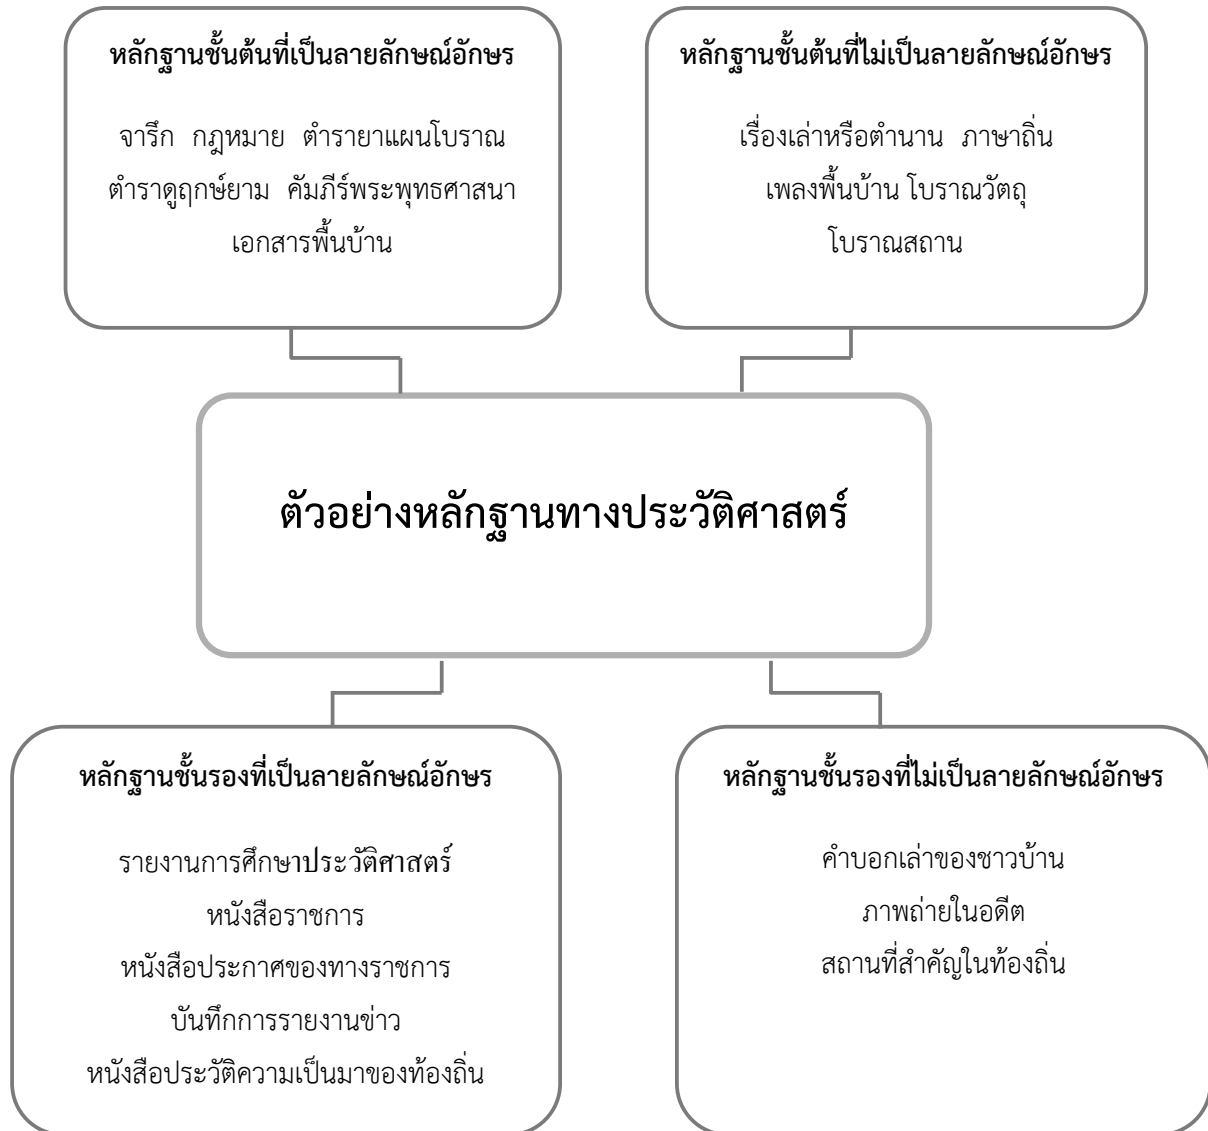 หลักฐานชั้นต้นที่เป็นลายลักษณ์อักษร
จารึก กฎหมาย ตำรายาแผนโบราณ
ตำราดูฤกษ์ยาม คัมภีร์พระพุทธศาสนา
เอกสารพื้นบ้าน
หลักฐานชั้นต้นที่ไม่เป็นลายลักษณ์อักษร
เรื่องเล่าหรือตำนาน ภาษาถิ่น
เพลงพื้นบ้าน โบราณวัตถุ
โบราณสถาน
ตัวอย่างหลักฐานทางประวัติศาสตร์
หลักฐานชั้นรองที่เป็นลายลักษณ์อักษร
รายงานการศึกษาประวัติศาสตร์
หนังสือราชการ
หนังสือประกาศของทางราชการ
บันทึกการรายงานข่าว
หนังสือประวัติความเป็นมาของท้องถิ่น
หลักฐานชั้นรองที่ไม่เป็นลายลักษณ์อักษร
คำบอกเล่าของชาวบ้าน
ภาพถ่ายในอดีต
สถานที่สำคัญในท้องถิ่น